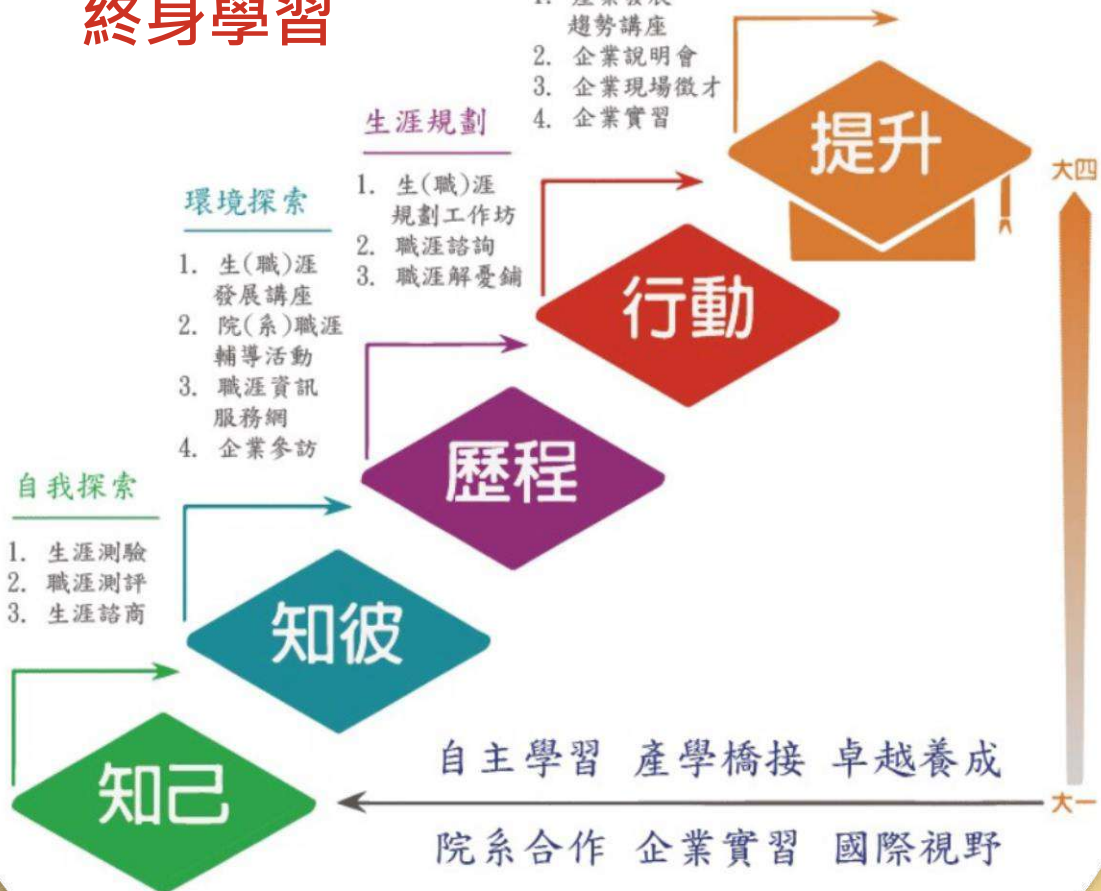 終身學習
趨勢講座
2. 企業說明會
3. 企業現場徵才
4. 企業實習
提升
大四
生涯規劃
1. 生(職)涯
規劃工作坊
2. 職涯諮詢
3. 職涯解憂鋪
行動
環境探索
1. 生(職)涯
發展講座
2. 院(系)職涯
輔導活動
3. 職涯資訊
服務網
4. 企業參訪
歷程
自我探索
1. 生涯測驗
2. 職涯測評
3. 生涯諮商
知彼
知己
自主學習 產學橋接 卓越養成
大一
院系合作 企業實習 國際視野